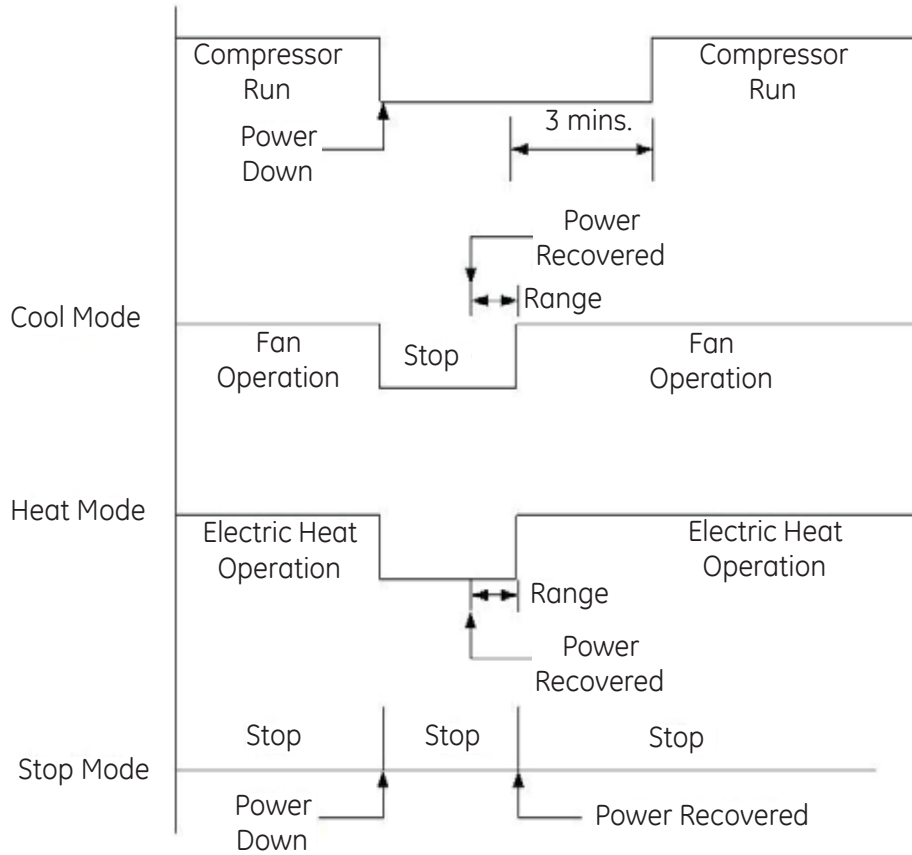 Compressor
Run
Compressor
Run
3 mins.
Power
Down
Power
Recovered
Range
Cool Mode
Fan
Operation
Stop
Fan
Operation
Heat Mode
Electric Heat
Operation
Electric Heat
Operation
Range
Power
Recovered
Stop
Stop
Stop
Stop Mode
Power
Down
Power Recovered